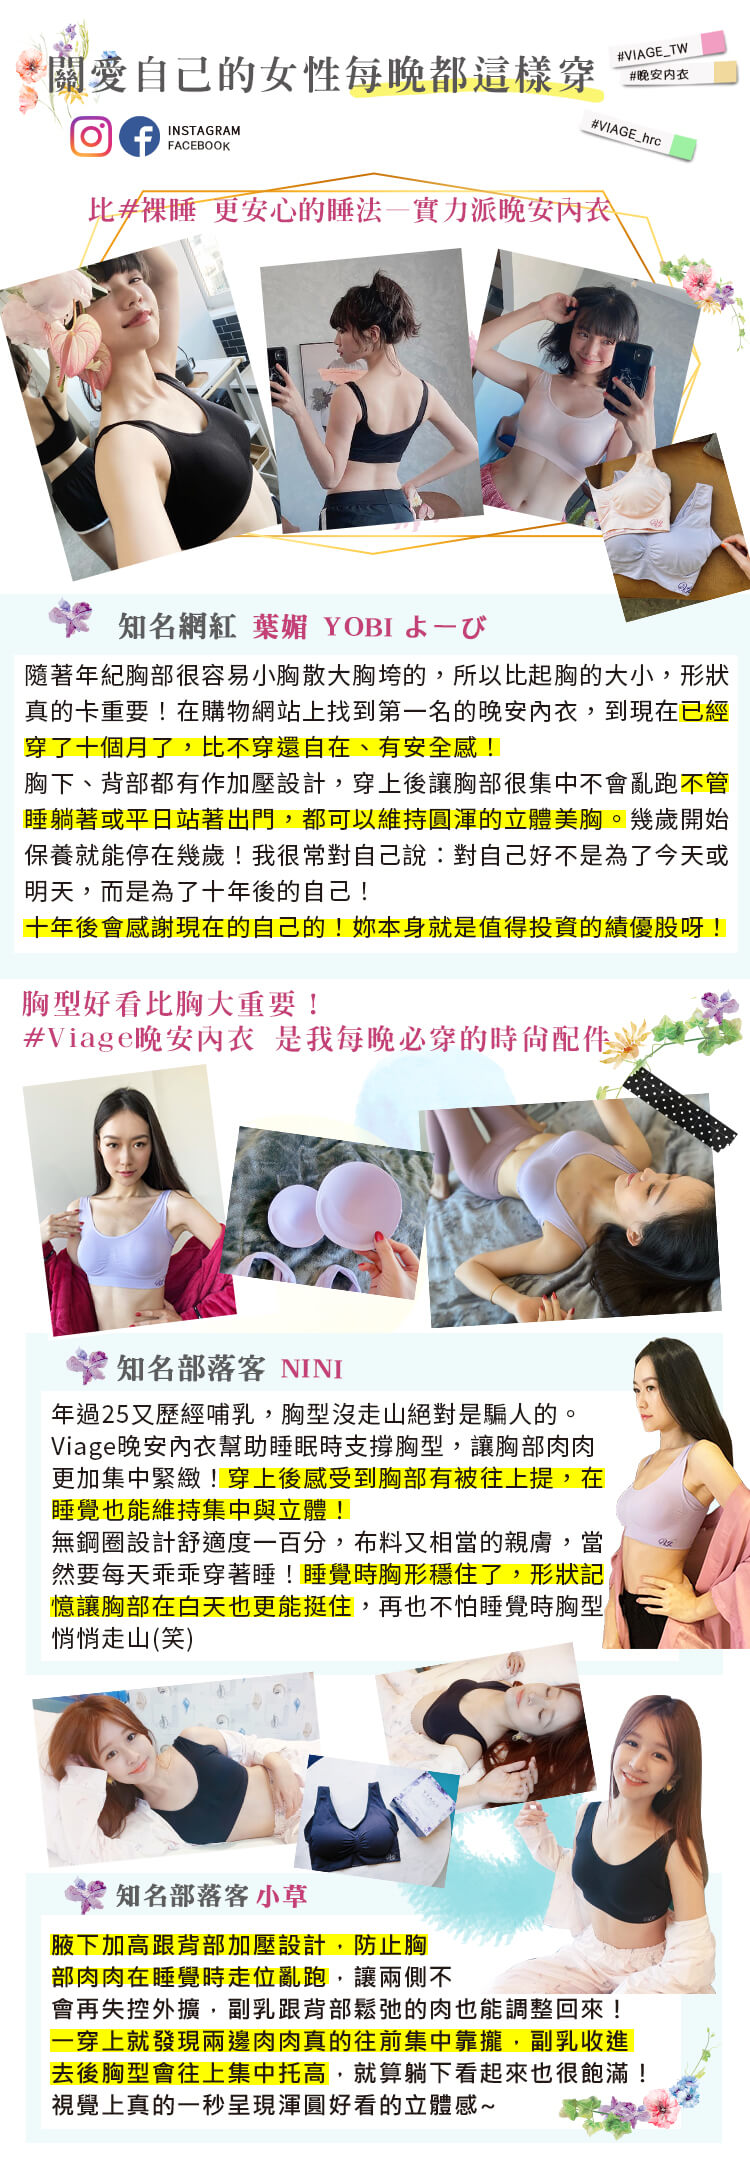 關愛自己的女性每晚都這樣穿
#VIAGE_TW
#晚安內衣
#VIAGE_hrc
INSTAGRAM
FACEBOOK
比#裸睡 更安心的睡法—實力派晚安內衣
知名網紅 葉媚 YOBI よーび
隨著年紀胸部很容易小胸散大胸垮的，所以比起胸的大小，形狀
真的卡重要！在購物網站上找到第一名的晚安內衣，到現在已經
穿了十個月了，比不穿還自在、有安全感！
胸下、背部都有作加壓設計，穿上後讓胸部很集中不會亂跑不管
睡躺著或平日站著出門，都可以維持圓渾的立體美胸。幾歲開始
保養就能停在幾歲！我很常對自己說：對自己好不是為了今天或
明天，而是為了十年後的自己！
十年後會感謝現在的自己的！妳本身就是值得投資的績優股呀！
胸型好看比胸大重要！
#Viage晚安內衣 是我每晚必穿的時尚配件
知名部落客 NINI
年過25又歷經哺乳，胸型沒走山絕對是騙人的。
Viage晚安內衣幫助睡眠時支撐胸型，讓胸部肉肉
更加集中緊緻！穿上後感受到胸部有被往上提，在
睡覺也能維持集中與立體！
無鋼圈設計舒適度一百分，布料又相當的親膚，當
然要每天乖乖穿著睡！睡覺時胸形穩住了，形狀記
憶讓胸部在白天也更能挺住，再也不怕睡覺時胸型
悄悄走山(笑)
知名部落客 小草
腋下加高跟背部加壓設計，防止胸
部肉肉在睡覺時走位亂跑，讓兩側不
會再失控外擴，副乳跟背部鬆弛的肉也能調整回來！
一穿上就發現兩邊肉肉真的往前集中靠攏，副乳收進
去後胸型會往上集中托高，就算躺下看起來也很飽滿！
視覺上真的一秒呈現渾圓好看的立體感~